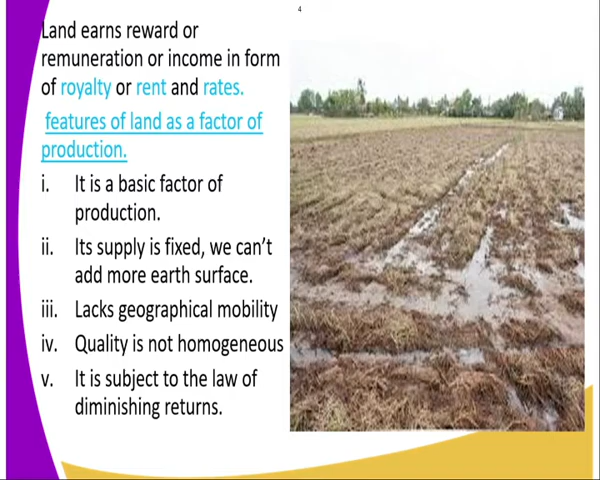 4
Land earns reward or
remuneration or income in form
of royalty or rent and rates.
features of land as a factor of
production.
i. It is a basic factor of
production.
ii. Its supply is fixed, we can't
add more earth surface.
iii. Lacks geographical mobility
iv. Quality is not homogeneous
v. It is subject to the law of
diminishing returns.